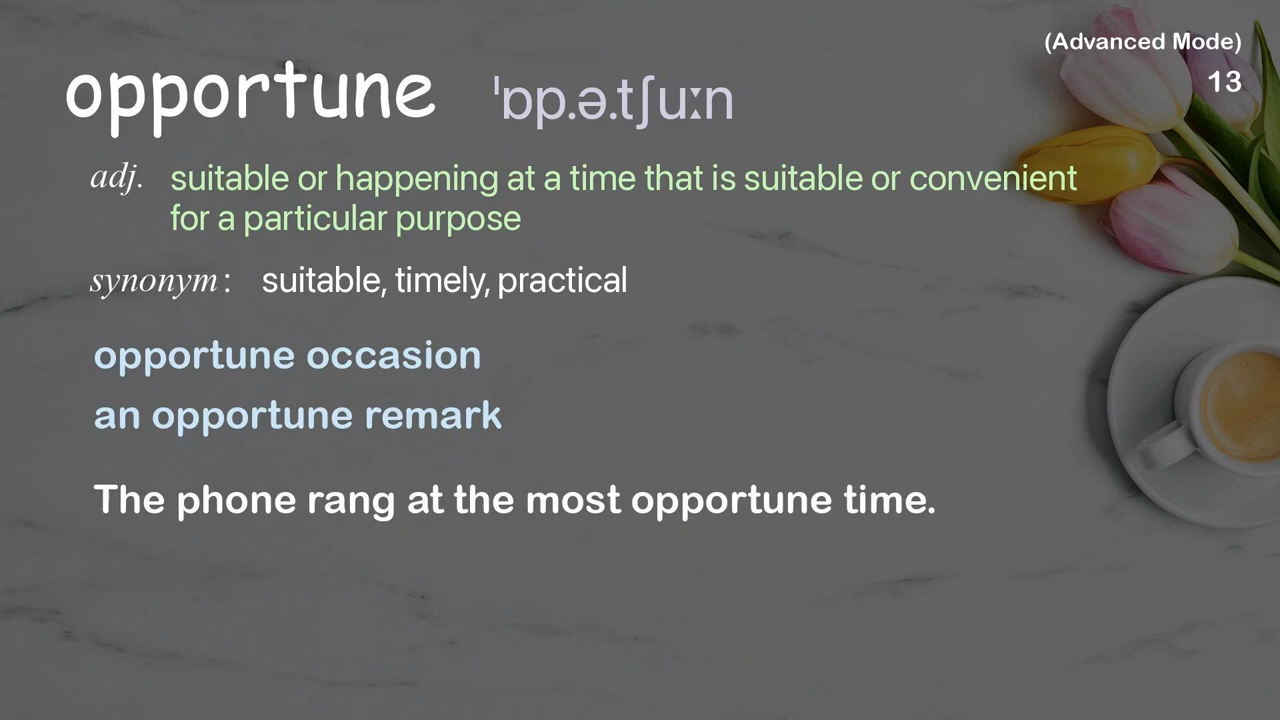 (Advanced Mode)
opportune ˈɒp.ə.tʃuːn
13
adj. suitable or happening at a time that is suitable or convenient
for a particular purpose
synonym : suitable, timely, practical
opportune occasion
an opportune remark
The phone rang at the most opportune time.